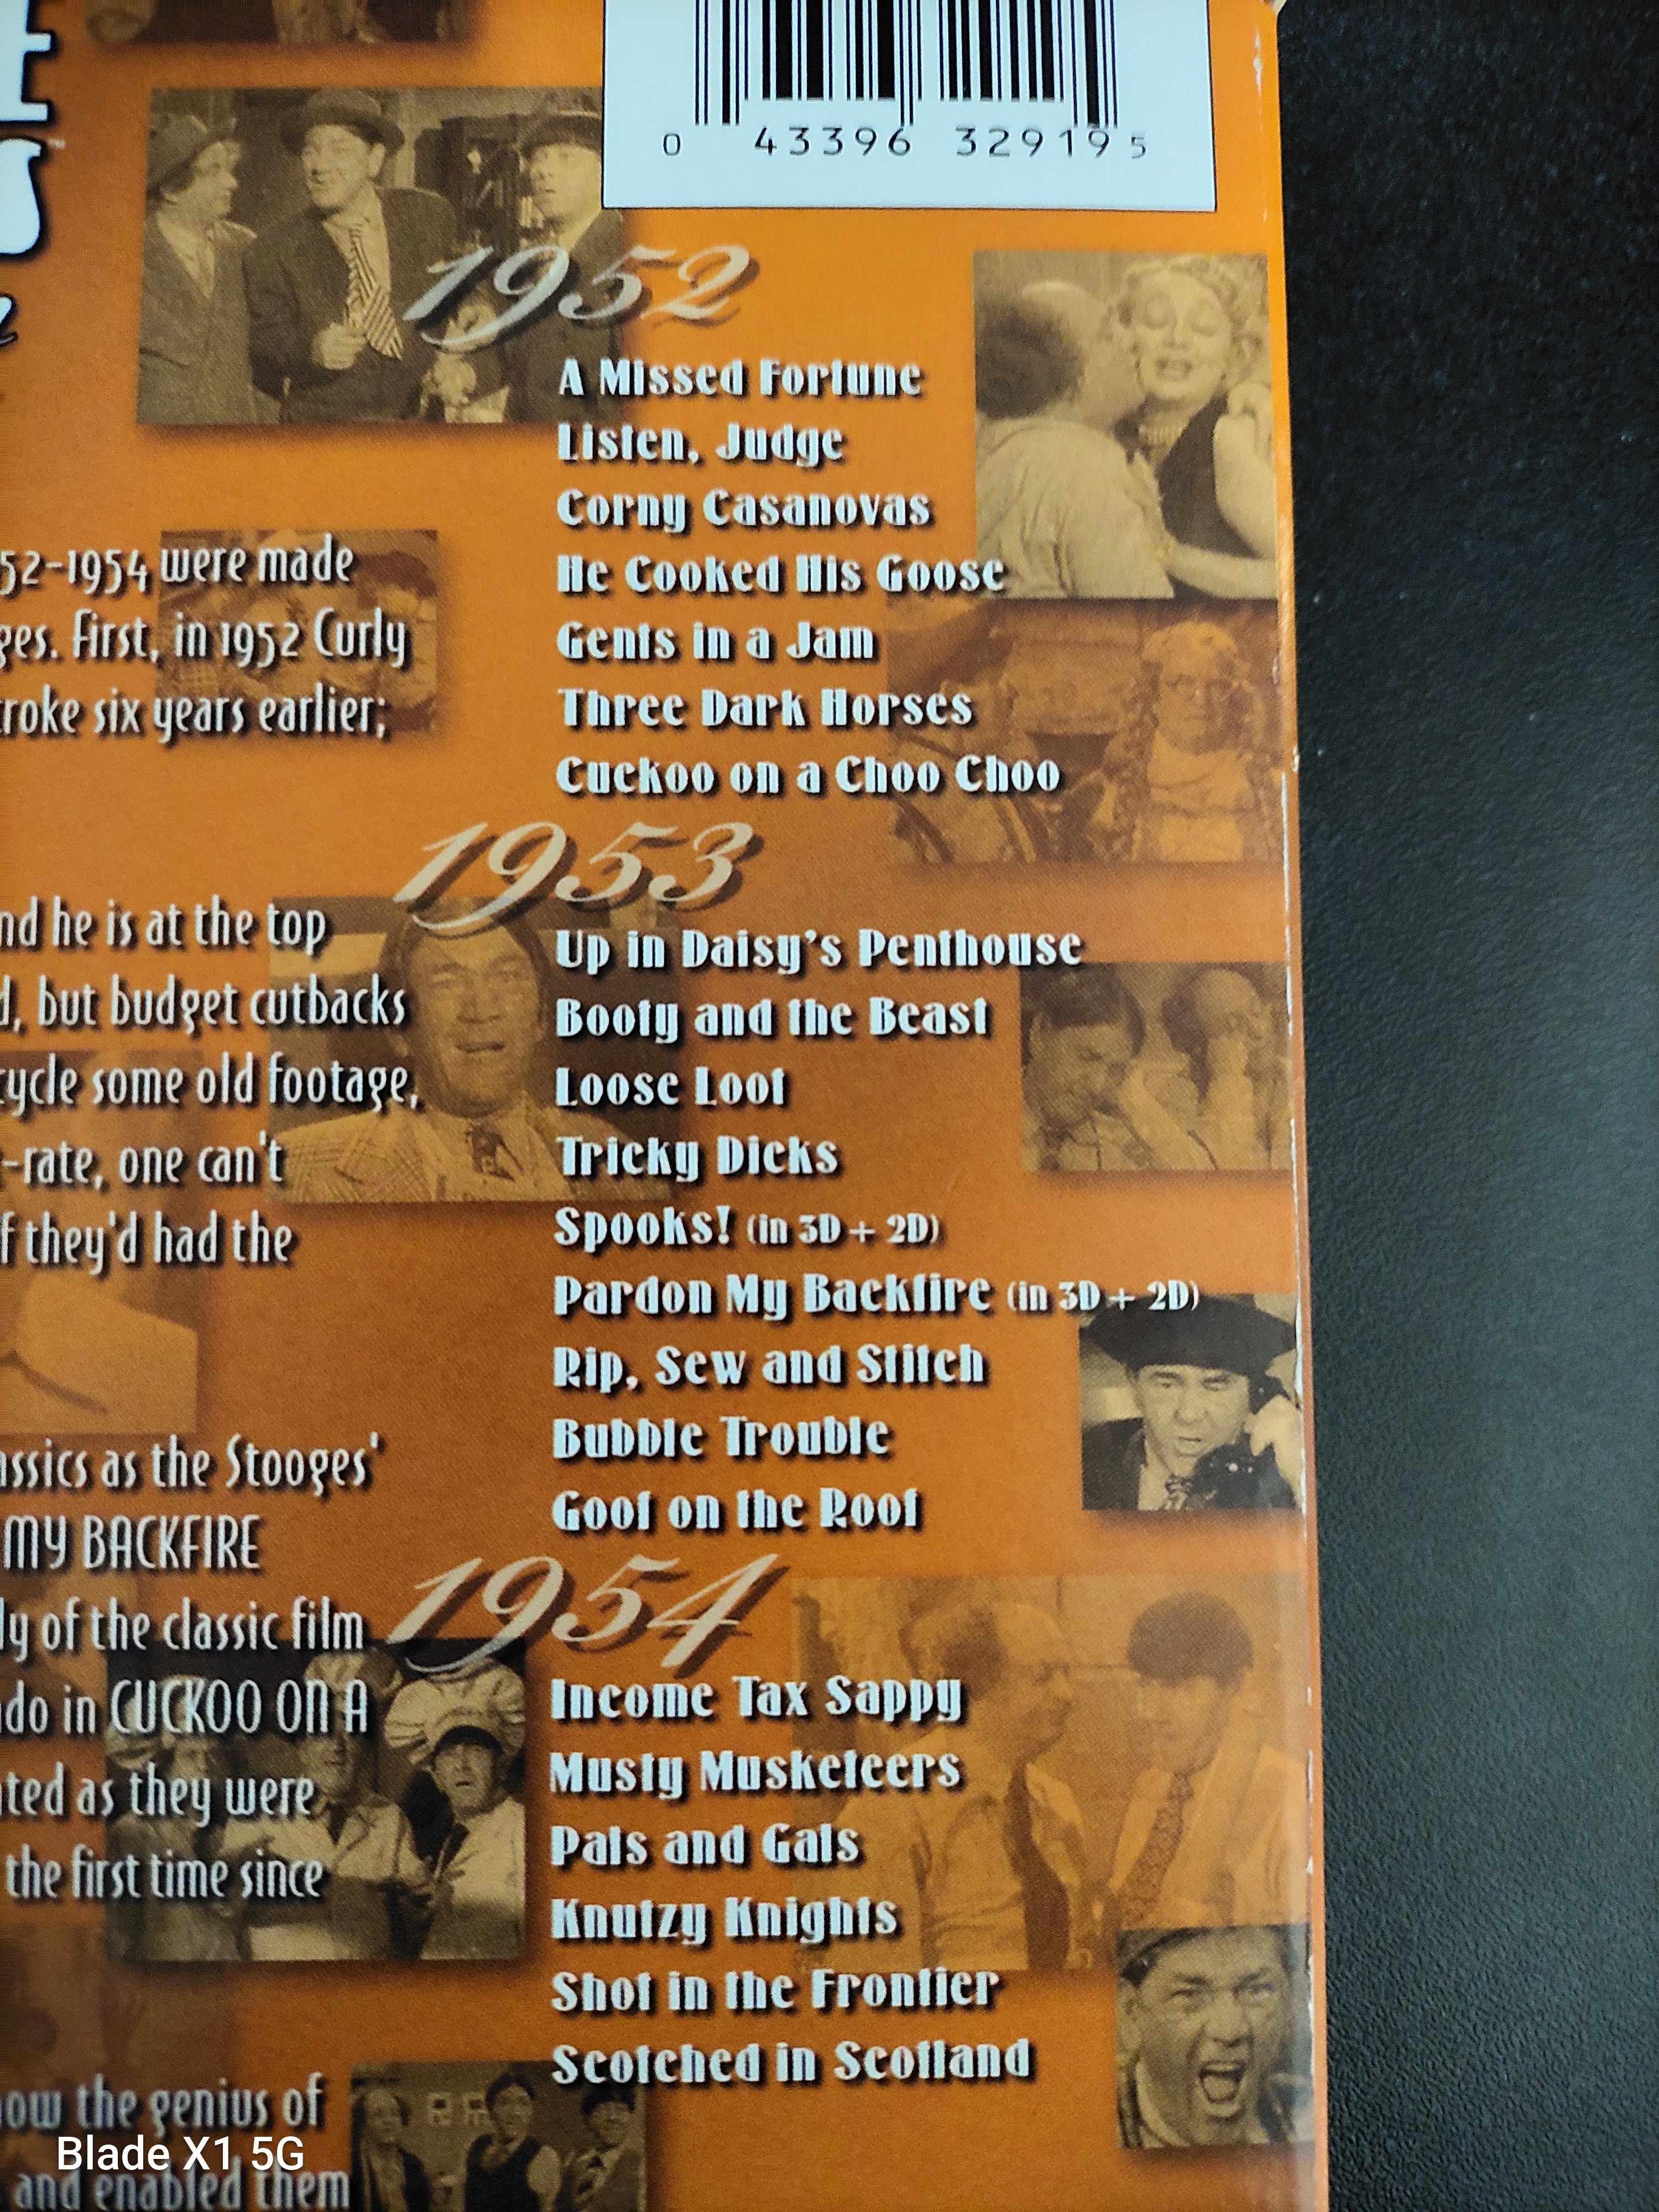 0 43396 32919 5
1952
A Missed Fortune
Listen, Judge
Corny Casanovas
He Cooked His Goose
Gents in a Jam
Three Dark Horses
Cuckoo on a Choo Choo
1953
Up in Daisy's Penthouse
Booty and the Beast
Loose Loot
Tricky Dicks
Spooks! (in 3D + 2D)
Pardon My Backfire (in 3D + 2D)
Rip, Sew and Stitch
Bubble Trouble
Goof on the Roof
1954
Income Tax Sappy
Musty Musketeers
Pals and Gals
Knutzy Knights
Shot in the Frontier
Scotched in Scotland
52-1954 were made
ges. First, in 1952 Curly
roke six years earlier;
nd he is at the top
d, but budget cutbacks
cycle some old footage,
-rate, one can't
f they'd had the
assics as the Stooges'
MY BACKFIRE
ly of the classic film
do in CUCKOO ON A
ted as they were
the first time since
ow the genius of
and enabled them
Blade X1 5G